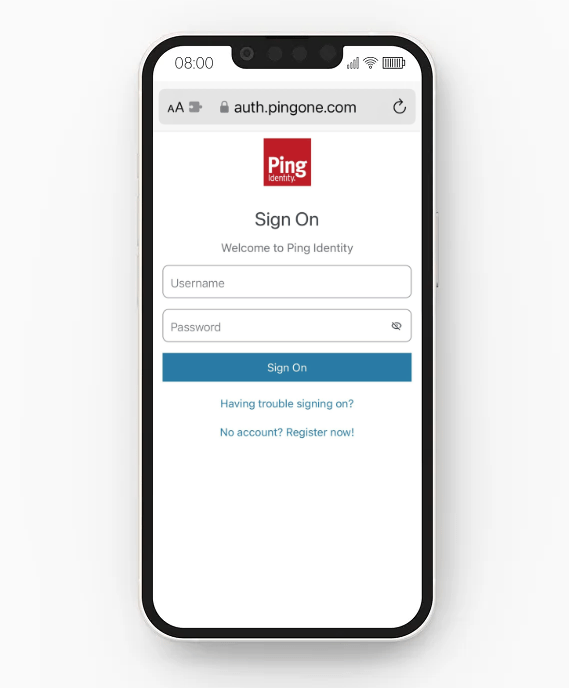 08:00
AA auth.pingone.com
Ping
Identity.
Sign On
Welcome to Ping Identity
Username
Password
Sign On
Having trouble signing on?
No account? Register now!